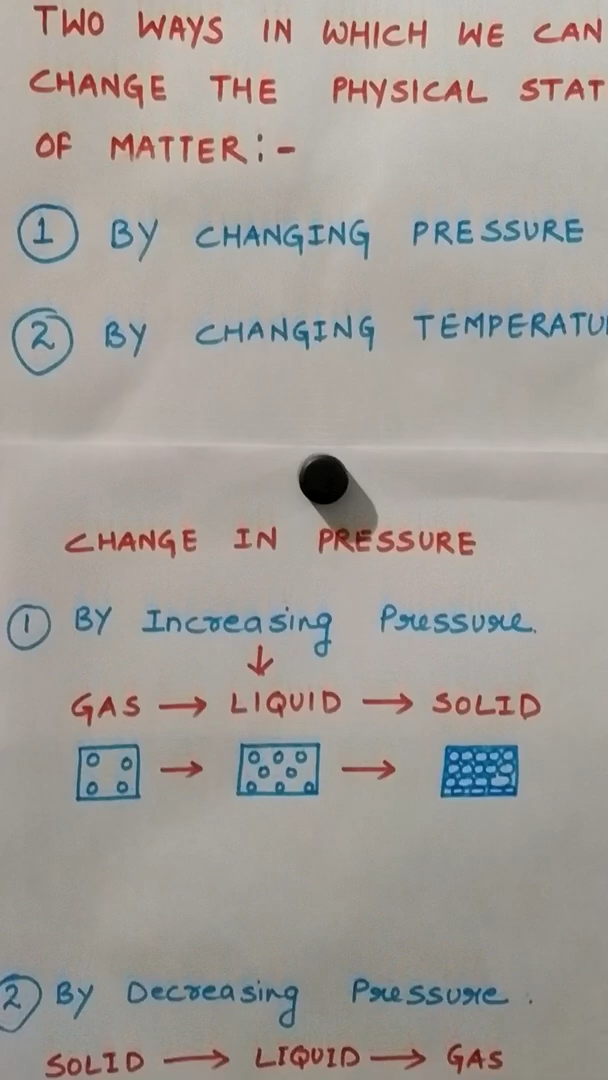 TWO WAYS IN WHICH WE CAN
CHANGE THE PHYSICAL STAT
OF MATTER:-
1 BY CHANGING PRESSURE
2 BY CHANGING TEMPERATU
CHANGE IN PRESSURE
1 BY Increasing Pressure.
↓
GAS → LIQUID → SOLID
→ →
2 By Decreasing Pressure.
SOLID → LIQUID → GAS